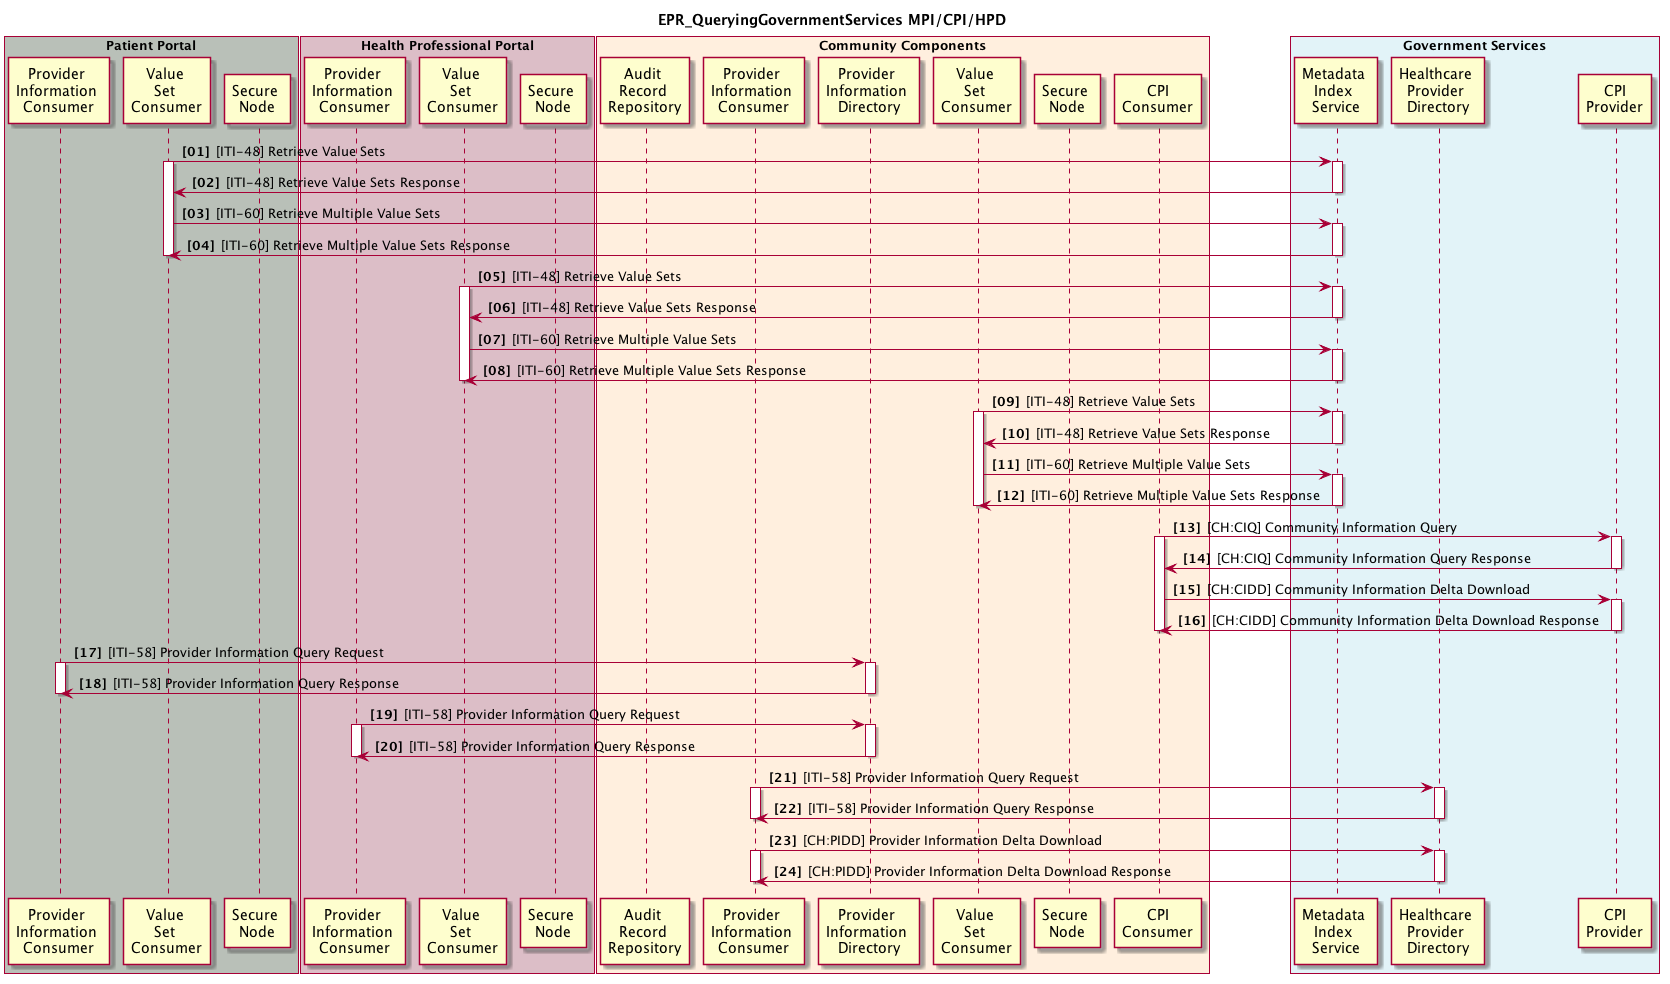 EPR_QueryingGovernmentServices MPI/CPI/HPD
Patient Portal
Health Professional Portal
Community Components
Government Services
Provider
Information
Consumer
Value
Set
Consumer
Secure
Node
Provider
Information
Consumer
Value
Set
Consumer
Secure
Node
Audit
Record
Repository
Provider
Information
Consumer
Provider
Information
Directory
Value
Set
Consumer
Secure
Node
CPI
Consumer
Metadata
Index
Service
Healthcare
Provider
Directory
CPI
Provider
[01] [ITI-48] Retrieve Value Sets
[02] [ITI-48] Retrieve Value Sets Response
[03] [ITI-60] Retrieve Multiple Value Sets
[04] [ITI-60] Retrieve Multiple Value Sets Response
[05] [ITI-48] Retrieve Value Sets
[06] [ITI-48] Retrieve Value Sets Response
[07] [ITI-60] Retrieve Multiple Value Sets
[08] [ITI-60] Retrieve Multiple Value Sets Response
[09] [ITI-48] Retrieve Value Sets
[10] [ITI-48] Retrieve Value Sets Response
[11] [ITI-60] Retrieve Multiple Value Sets
[12] [ITI-60] Retrieve Multiple Value Sets Response
[13] [CH:CIQ] Community Information Query
[14] [CH:CIQ] Community Information Query Response
[15] [CH:CIDD] Community Information Delta Download
[16] [CH:CIDD] Community Information Delta Download Response
[17] [ITI-58] Provider Information Query Request
[18] [ITI-58] Provider Information Query Response
[19] [ITI-58] Provider Information Query Request
[20] [ITI-58] Provider Information Query Response
[21] [ITI-58] Provider Information Query Request
[22] [ITI-58] Provider Information Query Response
[23] [CH:PIDD] Provider Information Delta Download
[24] [CH:PIDD] Provider Information Delta Download Response
Provider
Information
Consumer
Value
Set
Consumer
Secure
Node
Provider
Information
Consumer
Value
Set
Consumer
Secure
Node
Audit
Record
Repository
Provider
Information
Consumer
Provider
Information
Directory
Value
Set
Consumer
Secure
Node
CPI
Consumer
Metadata
Index
Service
Healthcare
Provider
Directory
CPI
Provider